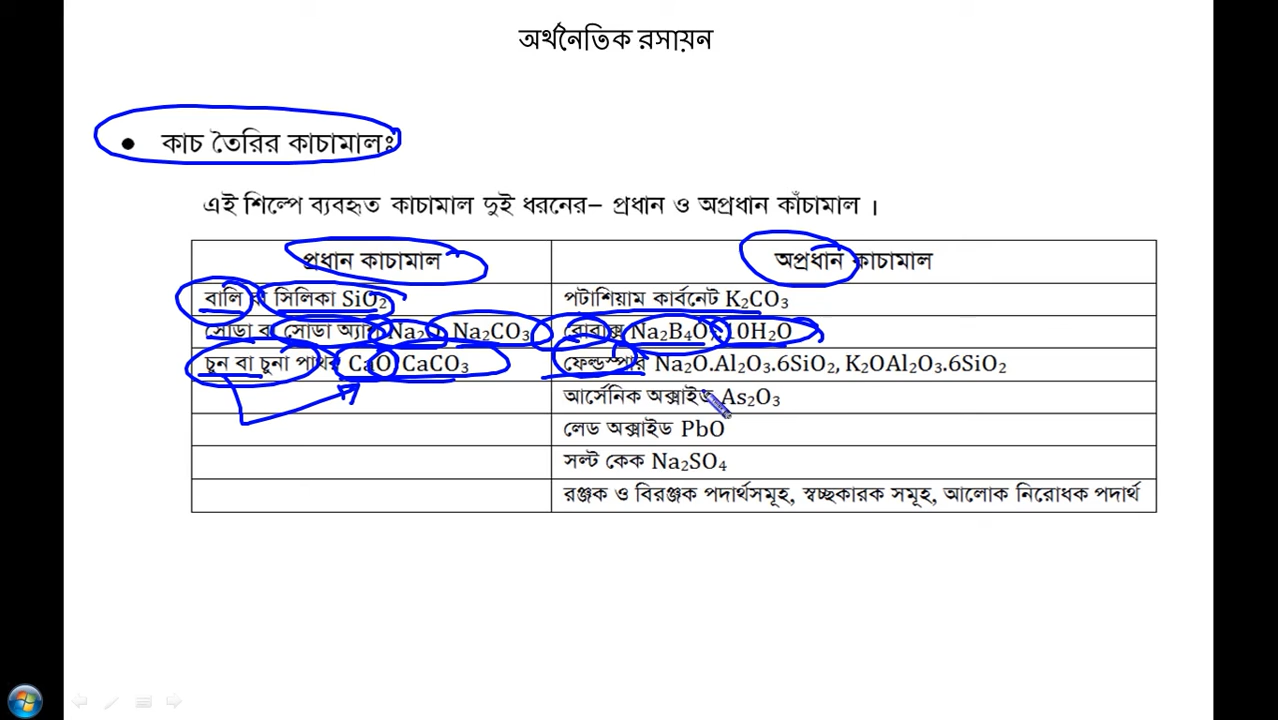 অর্থনৈতিক রসায়ন
• কাচ তৈরির কাচামালঃ
এই শিল্পে ব্যবহৃত কাচামাল দুই ধরনের– প্রধান ও অপ্রধান কাঁচামাল ।
প্রধান কাচামাল অপ্রধান কাচামাল
বালি বা সিলিকা SiO₂ পটাশিয়াম কার্বনেট K₂CO₃
সোডা বা সোডা অ্যাশ Na₂O, Na₂CO₃ বোরাক্স Na₂B₄O₇.10H₂O
চুন বা চুনা পাথর CaO CaCO₃ ফেল্ডস্পার Na₂O.Al₂O₃.6SiO₂, K₂OAl₂O₃.6SiO₂
আর্সেনিক অক্সাইড As₂O₃
লেড অক্সাইড PbO
সল্ট কেক Na₂SO₄
রঞ্জক ও বিরঞ্জক পদার্থসমূহ, স্বচ্ছকারক সমূহ, আলোক নিরোধক পদার্থ